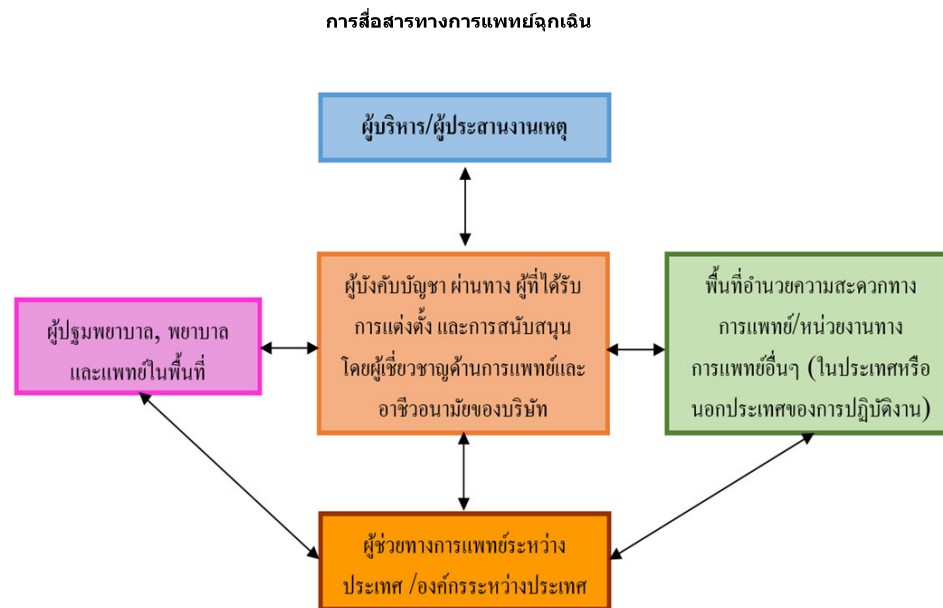 การสื่อสารทางการแพทย์ฉุกเฉิน
ผู้บริหาร/ผู้ประสานงานเหตุ
ผู้ปฐมพยาบาล, พยาบาล
และแพทย์ในพื้นที่
ผู้บังคับบัญชา ผ่านทาง ผู้ที่ได้รับ
การแต่งตั้ง และการสนับสนุน
โดยผู้เชี่ยวชาญด้านการแพทย์และ
อาชีวอนามัยของบริษัท
พื้นที่อำนวยความสะดวกทาง
การแพทย์/หน่วยงานทาง
การแพทย์อื่นๆ (ในประเทศหรือ
นอกประเทศของการปฏิบัติงาน)
ผู้ช่วยทางการแพทย์ระหว่าง
ประเทศ /องค์กรระหว่างประเทศ